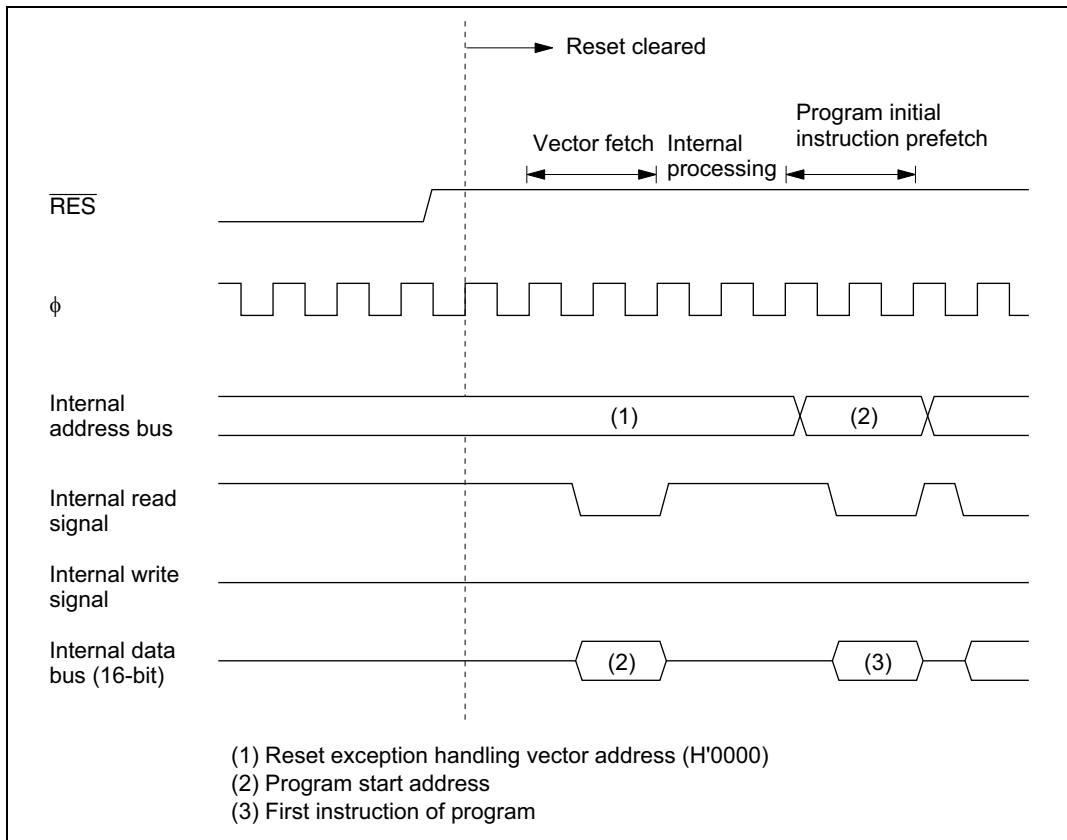 Reset cleared
Program initial
instruction prefetch
Vector fetch
Internal
processing
RES
ϕ
Internal
address bus
(1)
(2)
Internal read
signal
Internal write
signal
Internal data
bus (16-bit)
(2)
(3)
(1) Reset exception handling vector address (H'0000)
(2) Program start address
(3) First instruction of program